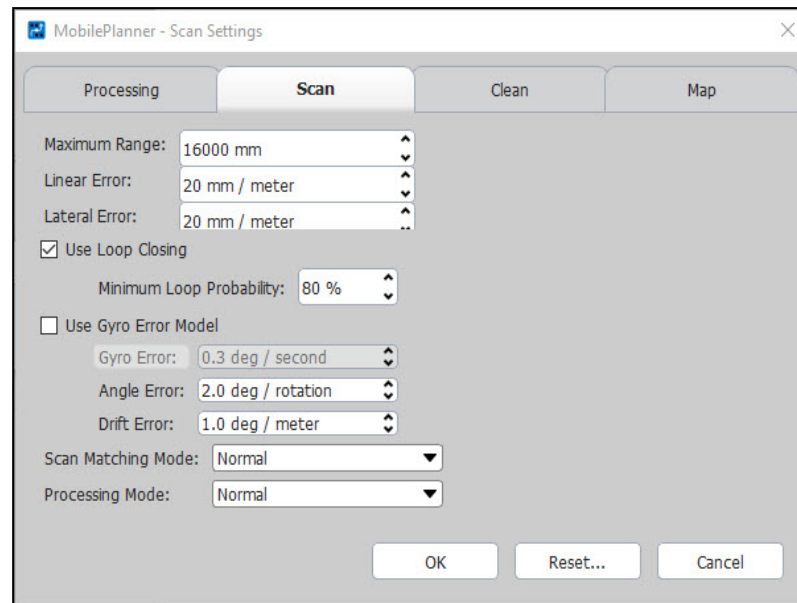 MobilePlanner - Scan Settings
Processing Scan Clean Map
Maximum Range: 16000 mm
Linear Error: 20 mm / meter
Lateral Error: 20 mm / meter
Use Loop Closing
Minimum Loop Probability: 80 %
Use Gyro Error Model
Gyro Error: 0.3 deg / second
Angle Error: 2.0 deg / rotation
Drift Error: 1.0 deg / meter
Scan Matching Mode: Normal
Processing Mode: Normal
OK Reset... Cancel